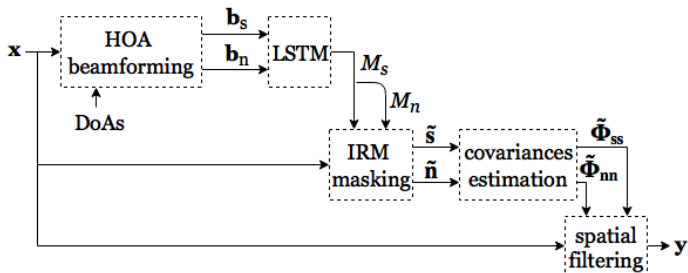 x
HOA
beamforming
b_s
b_n
LSTM
DoAs
M_s
M_n
IRM
masking
s̃
ñ
covariances
estimation
Φ̃_ss
Φ̃_nn
spatial
filtering
y